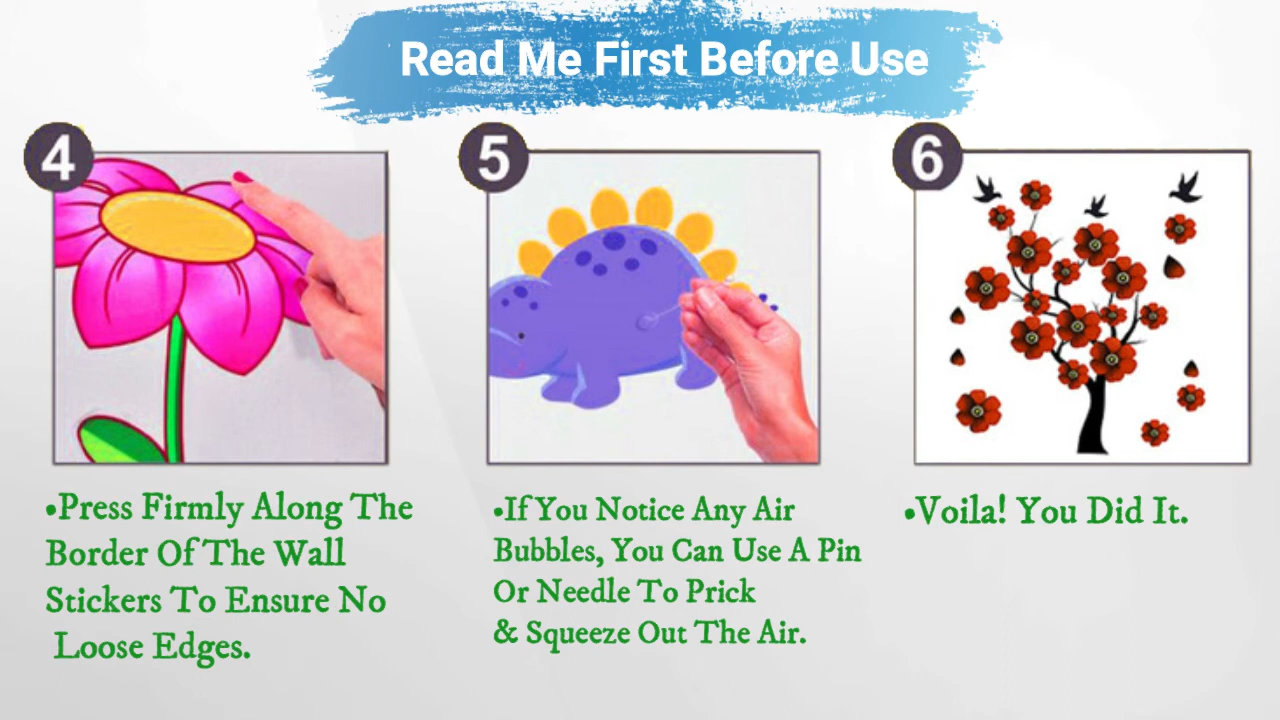 Read Me First Before Use
4
•Press Firmly Along The
Border Of The Wall
Stickers To Ensure No
Loose Edges.
5
•If You Notice Any Air
Bubbles, You Can Use A Pin
Or Needle To Prick
& Squeeze Out The Air.
6
•Voila! You Did It.